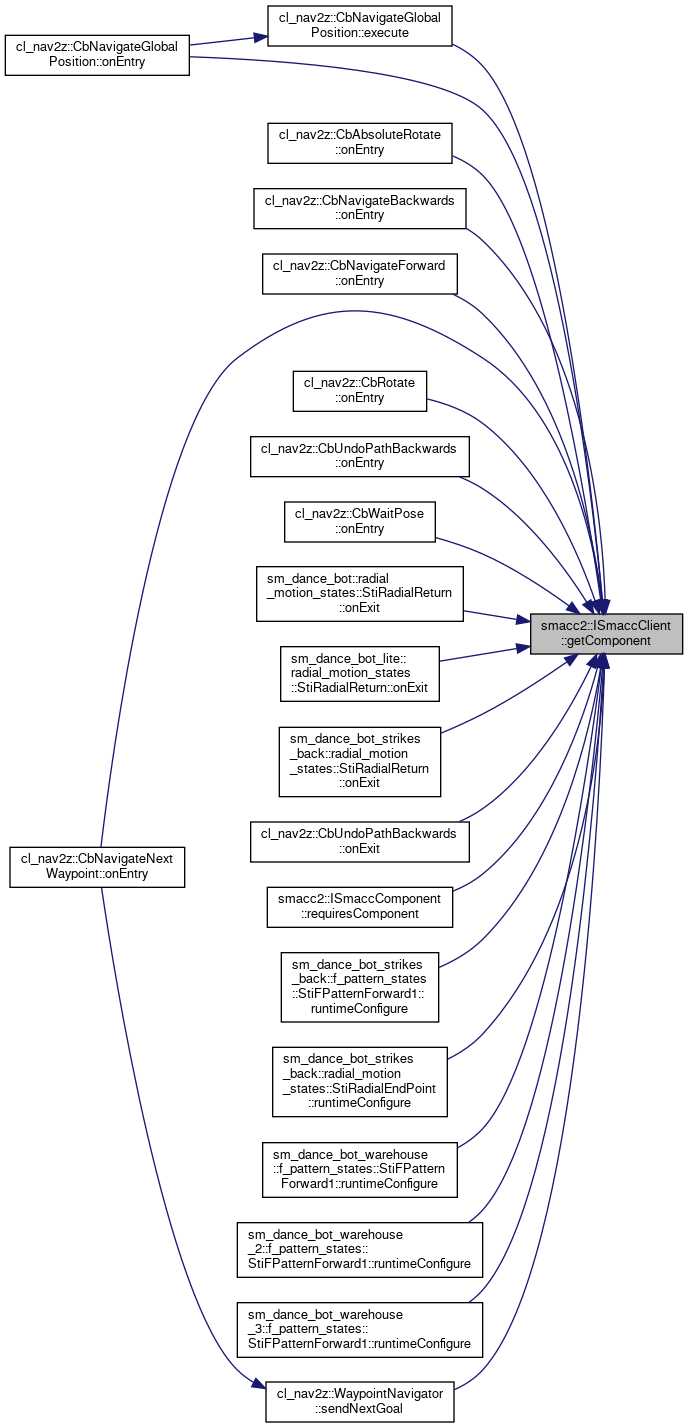 cl_nav2z::CbNavigateGlobal
Position::execute
cl_nav2z::CbNavigateGlobal
Position::onEntry
cl_nav2z::CbAbsoluteRotate
::onEntry
cl_nav2z::CbNavigateBackwards
::onEntry
cl_nav2z::CbNavigateForward
::onEntry
cl_nav2z::CbRotate
::onEntry
cl_nav2z::CbUndoPathBackwards
::onEntry
cl_nav2z::CbWaitPose
::onEntry
sm_dance_bot::radial
_motion_states::StiRadialReturn
::onExit
smacc2::ISmaccClient
::getComponent
sm_dance_bot_lite::
radial_motion_states
::StiRadialReturn::onExit
sm_dance_bot_strikes
_back::radial_motion
_states::StiRadialReturn
::onExit
cl_nav2z::CbUndoPathBackwards
::onExit
cl_nav2z::CbNavigateNext
Waypoint::onEntry
smacc2::ISmaccComponent
::requiresComponent
sm_dance_bot_strikes
_back::f_pattern_states
::StiFPatternForward1::
runtimeConfigure
sm_dance_bot_strikes
_back::radial_motion
_states::StiRadialEndPoint
::runtimeConfigure
sm_dance_bot_warehouse
::f_pattern_states::StiFPattern
Forward1::runtimeConfigure
sm_dance_bot_warehouse
_2::f_pattern_states::
StiFPatternForward1::runtimeConfigure
sm_dance_bot_warehouse
_3::f_pattern_states::
StiFPatternForward1::runtimeConfigure
cl_nav2z::WaypointNavigator
::sendNextGoal